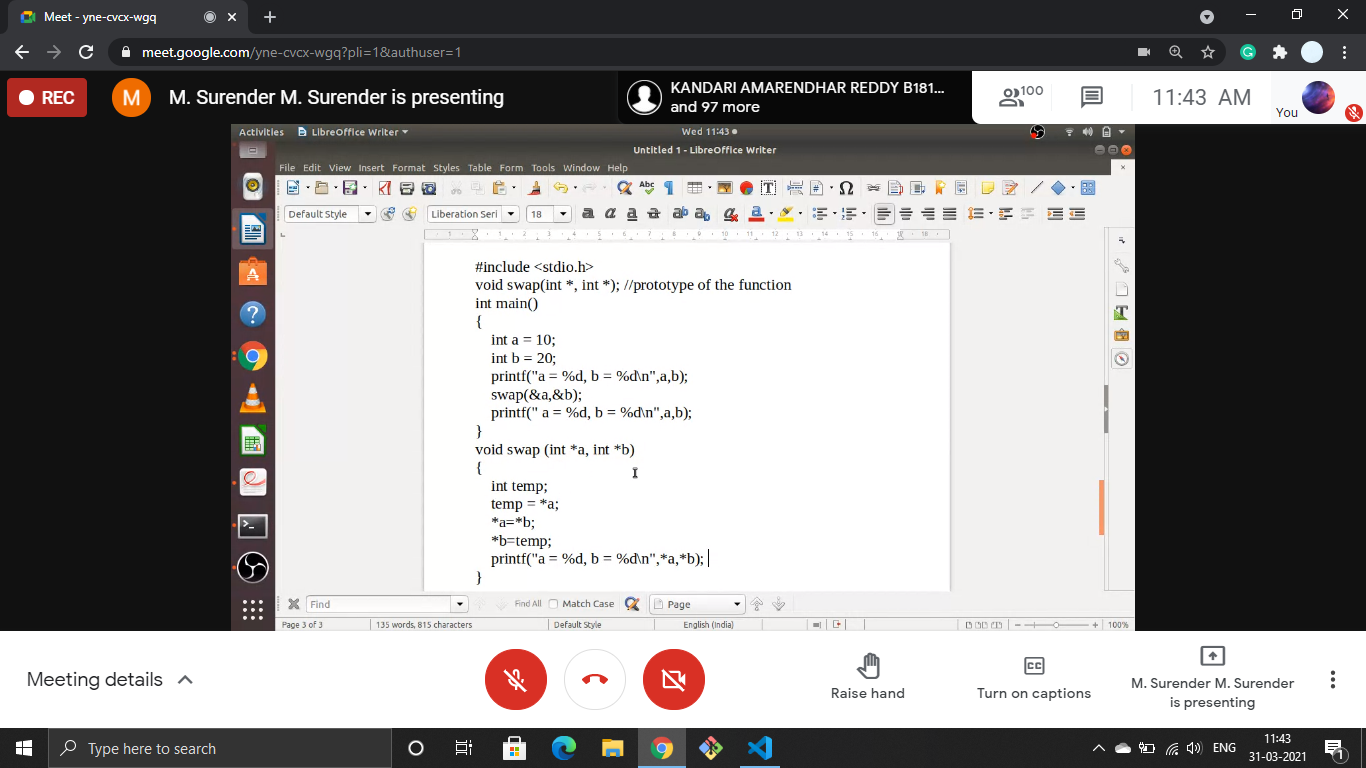 Meet - yne-cvcx-wgq
meet.google.com/yne-cvcx-wgq?pli=1&authuser=1
REC
M
M. Surender M. Surender is presenting
KANDARI AMARENDHAR REDDY B181...
and 97 more
100
11:43 AM
You
Activities
LibreOffice Writer
Wed 11:43
Untitled 1 - LibreOffice Writer
File Edit View Insert Format Styles Table Form Tools Window Help
Default Style
Liberation Seri
18
#include <stdio.h>
void swap(int *, int *); //prototype of the function
int main()
{
int a = 10;
int b = 20;
printf("a = %d, b = %d\n",a,b);
swap(&a,&b);
printf(" a = %d, b = %d\n",a,b);
}
void swap (int *a, int *b)
{
int temp;
temp = *a;
*a=*b;
*b=temp;
printf("a = %d, b = %d\n",*a,*b);
}
Find
Find All
Match Case
Page
Page 3 of 3
135 words, 815 characters
Default Style
English (India)
100%
Meeting details
Raise hand
Turn on captions
M. Surender M. Surender
is presenting
Type here to search
ENG
11:43
31-03-2021
1